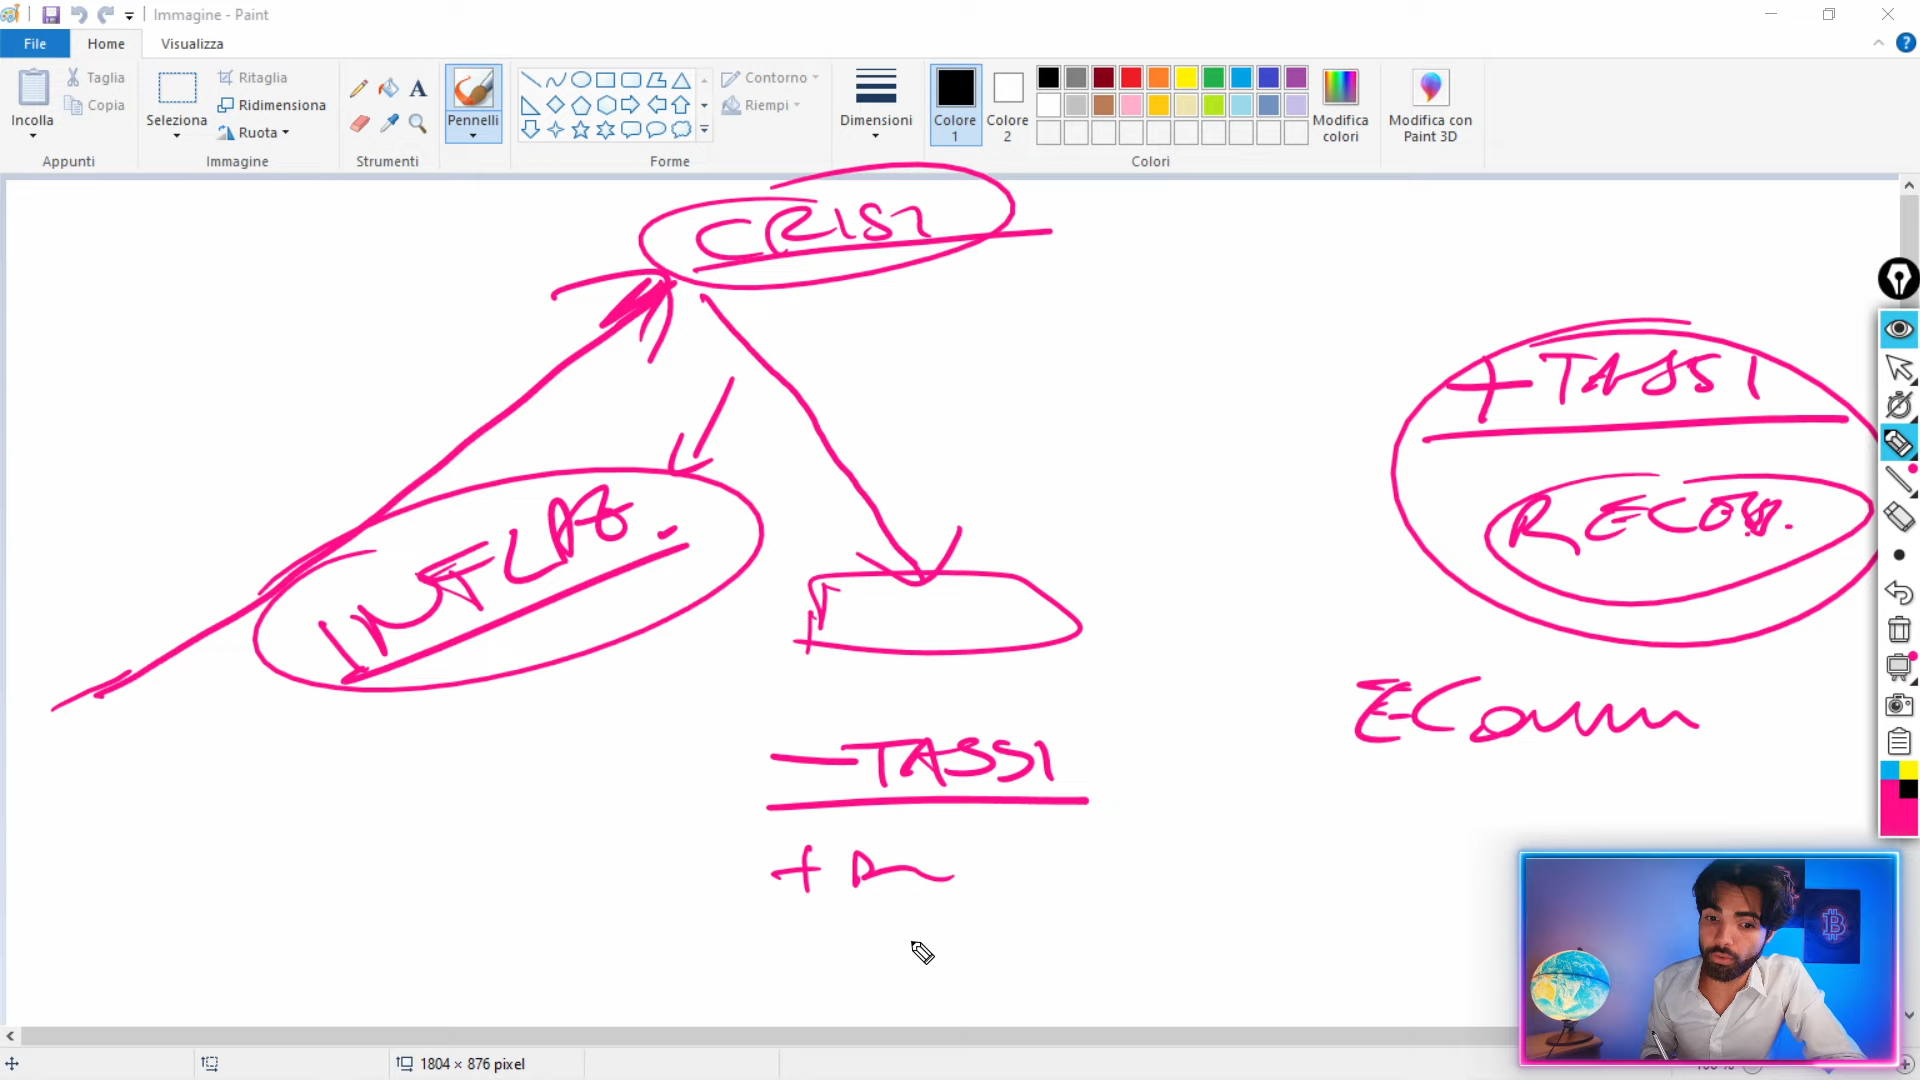 Immagine - Paint
File Home Visualizza
Incolla
Taglia
Copia
Appunti
Seleziona
Ritaglia
Ridimensiona
Ruota
Immagine
Strumenti
Pennelli
Forme
Contorno
Riempi
Dimensioni
Colore 1
Colore 2
Colori
Modifica colori
Modifica con Paint 3D
CRISI
INFLAZ.
+TASSI
-TASSI
+
1804 × 876 pixel